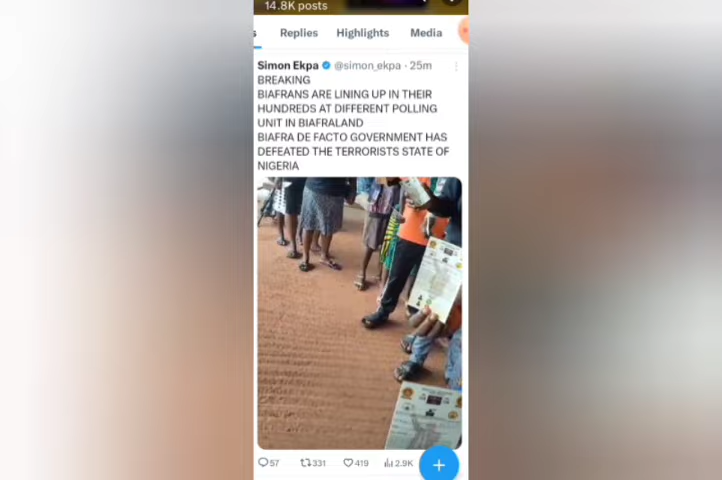 14.8K posts
s Replies Highlights Media
Simon Ekpa @simon_ekpa · 25m
BREAKING
BIAFRANS ARE LINING UP IN THEIR
HUNDREDS AT DIFFERENT POLLING
UNIT IN BIAFRALAND
BIAFRA DE FACTO GOVERNMENT HAS
DEFEATED THE TERRORISTS STATE OF
NIGERIA
57 331 419 2.9K